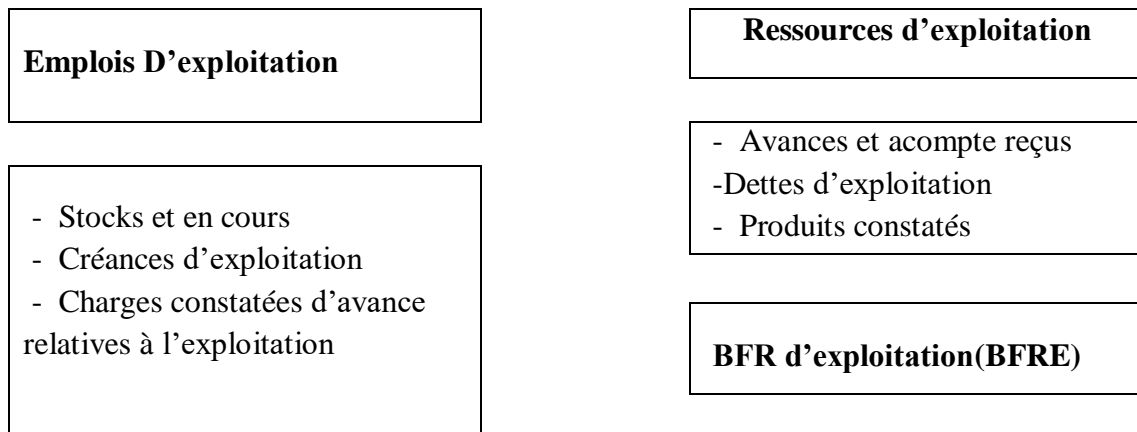 Emplois D’exploitation
- Stocks et en cours
- Créances d’exploitation
- Charges constatées d’avance
relatives à l’exploitation
Ressources d’exploitation
- Avances et acompte reçus
-Dettes d’exploitation
- Produits constatés
BFR d’exploitation(BFRE)